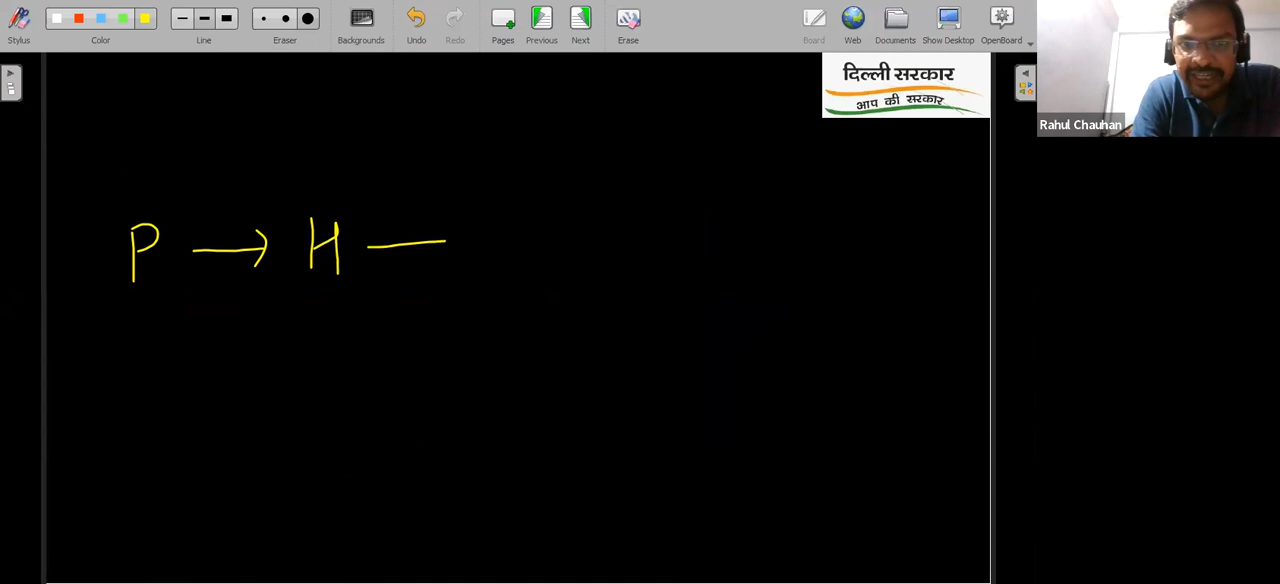 Stylus Color Line Eraser Backgrounds Undo Redo Pages Previous Next Erase Board Web Documents Show Desktop OpenBoard
दिल्ली सरकार
आप की सरकार
Rahul Chauhan
P → H —